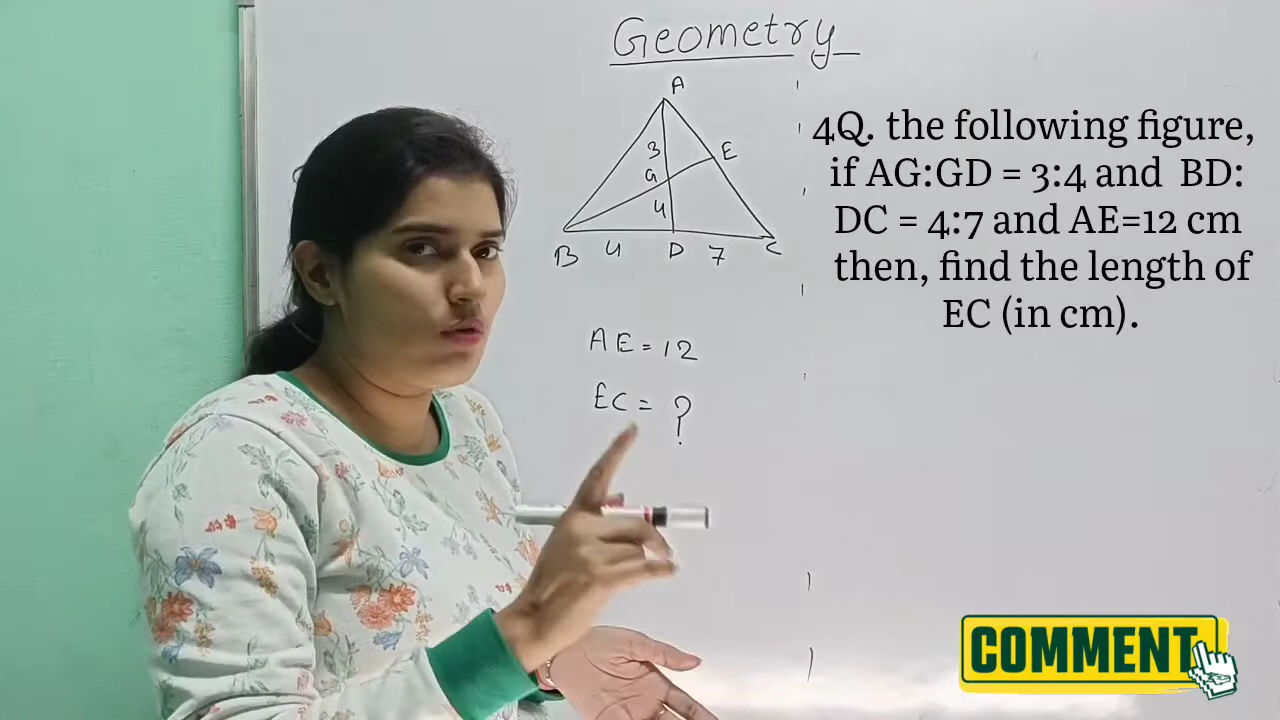 Geometry
A
3
E
G
4
B 4 D 7 C
AE = 12
EC = ?
4Q. the following figure,
if AG:GD = 3:4 and BD:
DC = 4:7 and AE=12 cm
then, find the length of
EC (in cm).
COMMENT